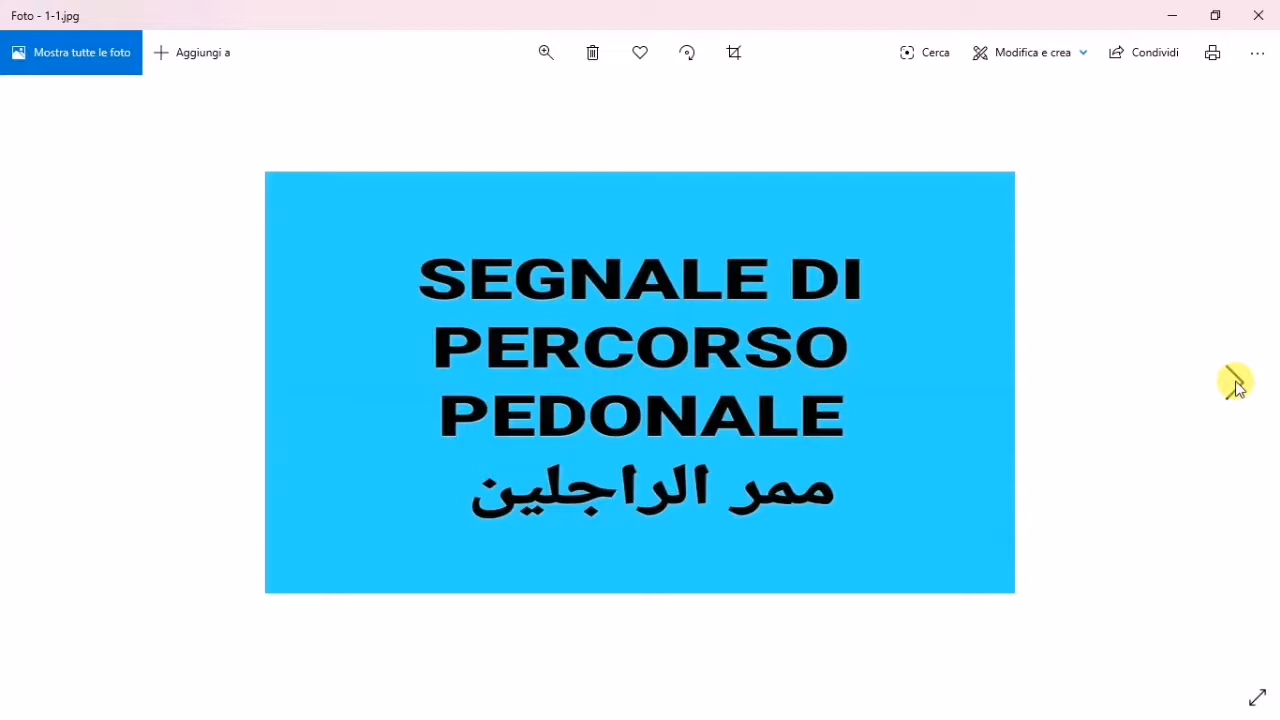 Foto - 1-1.jpg
Mostra tutte le foto
Aggiungi a
Cerca
Modifica e crea
Condividi
SEGNALE DI
PERCORSO
PEDONALE
ممر الراجلين